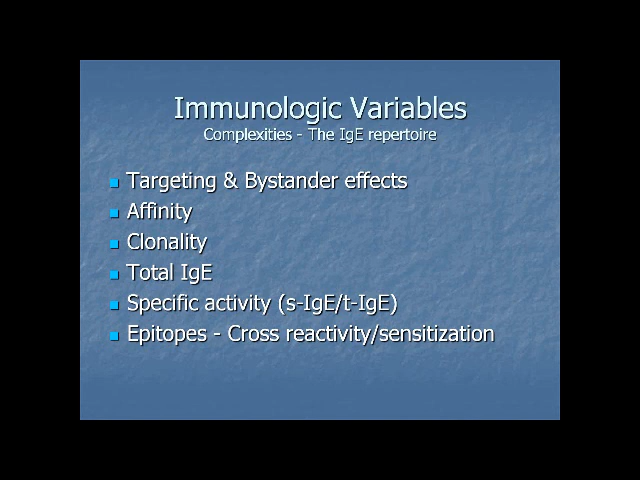 Immunologic Variables
Complexities - The IgE repertoire
Targeting & Bystander effects
Affinity
Clonality
Total IgE
Specific activity (s-IgE/t-IgE)
Epitopes - Cross reactivity/sensitization